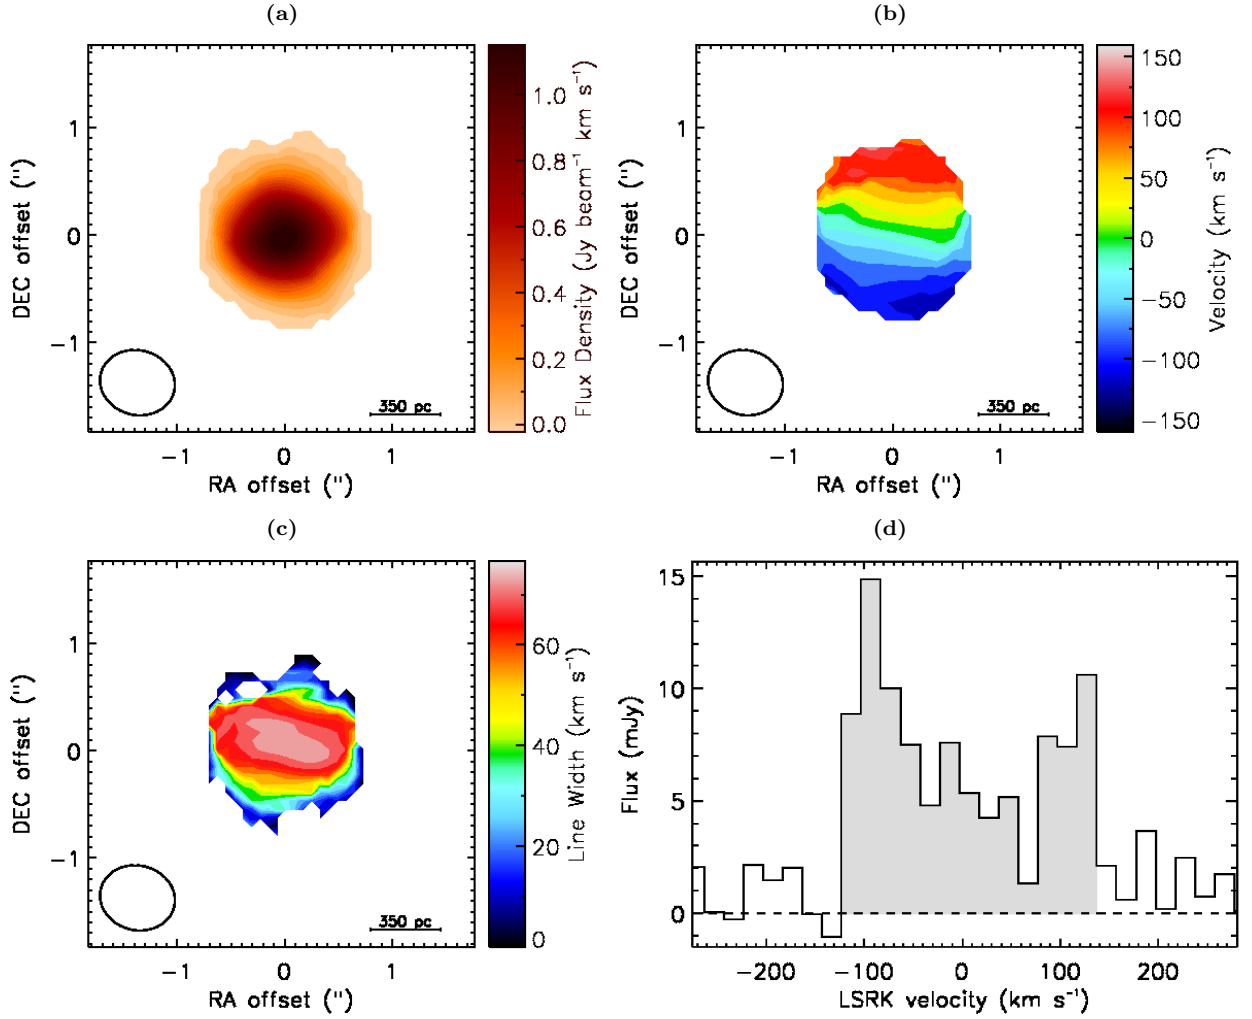 (a)
(b)
1
0
−1
DEC offset (")
−1 0 1
RA offset (")
350 pc
1.0
0.8
0.6
0.4
0.2
0.0
Flux Density (Jy beam⁻¹ km s⁻¹)
1
0
−1
DEC offset (")
−1 0 1
RA offset (")
350 pc
150
100
50
0
−50
−100
−150
Velocity (km s⁻¹)
(c)
(d)
1
0
−1
DEC offset (")
−1 0 1
RA offset (")
350 pc
60
40
20
0
Line Width (km s⁻¹)
15
10
5
0
Flux (mJy)
−200 −100 0 100 200
LSRK velocity (km s⁻¹)